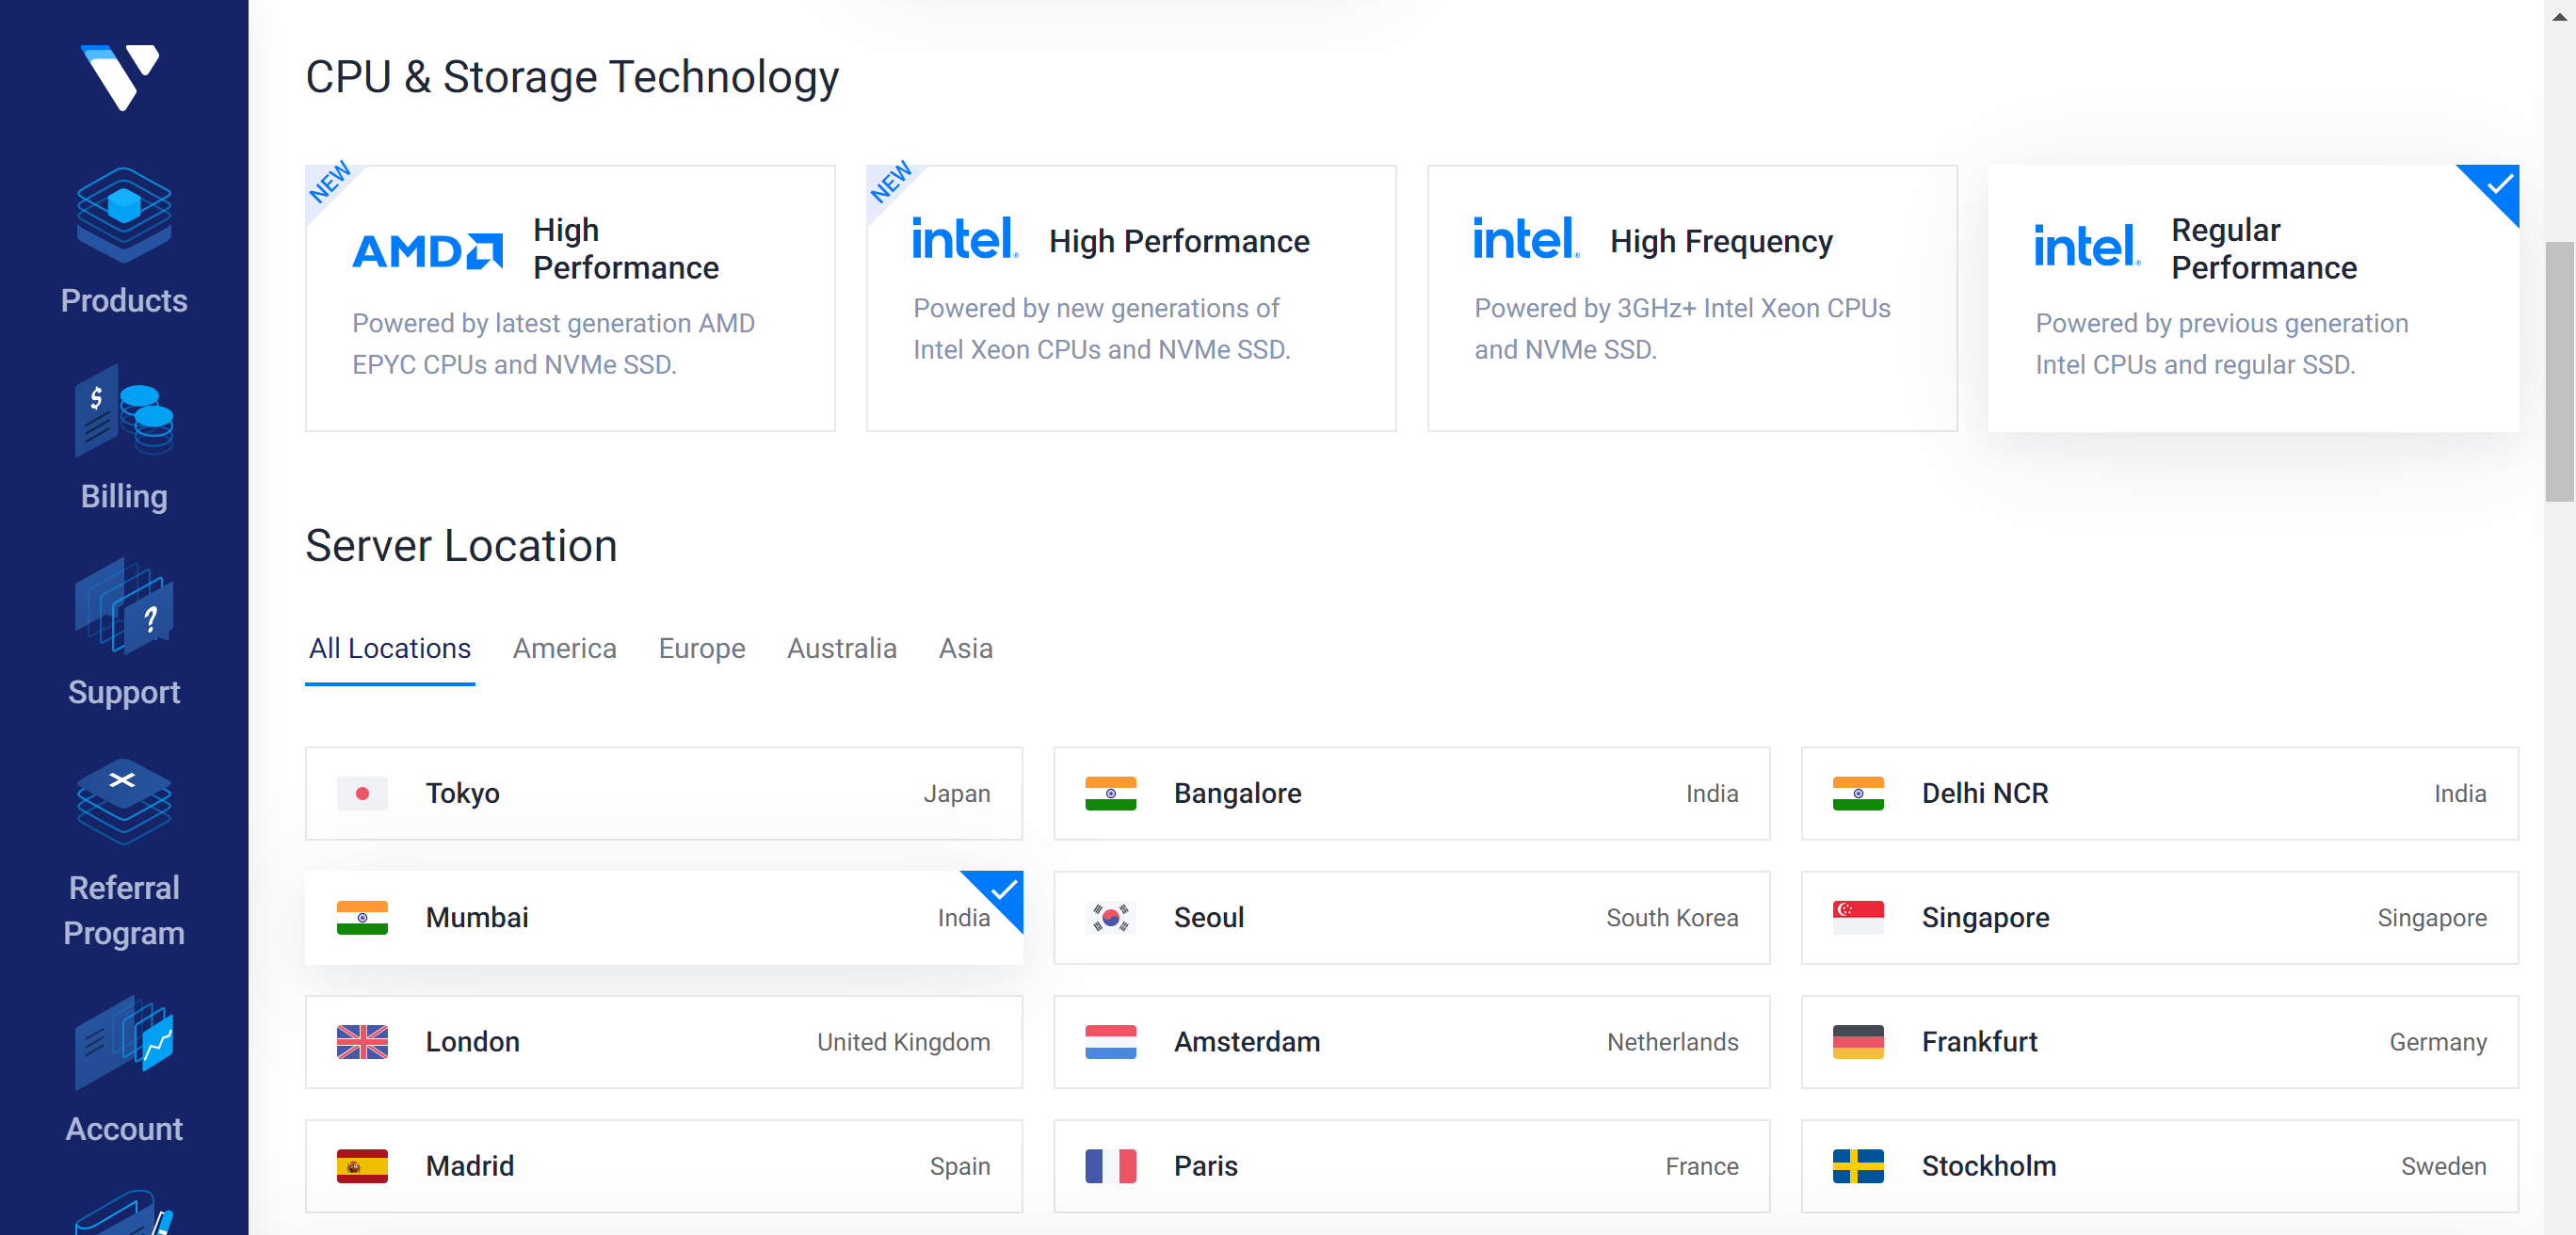 Products
Billing
$
?
Support
Referral
Program
Account
CPU & Storage Technology
NEW
AMD
High
Performance
Powered by latest generation AMD
EPYC CPUs and NVMe SSD.
NEW
intel.
High Performance
Powered by new generations of
Intel Xeon CPUs and NVMe SSD.
intel.
High Frequency
Powered by 3GHz+ Intel Xeon CPUs
and NVMe SSD.
intel.
Regular
Performance
Powered by previous generation
Intel CPUs and regular SSD.
Server Location
All Locations America Europe Australia Asia
Tokyo Japan
Bangalore India
Delhi NCR India
Mumbai India
Seoul South Korea
Singapore Singapore
London United Kingdom
Amsterdam Netherlands
Frankfurt Germany
Madrid Spain
Paris France
Stockholm Sweden